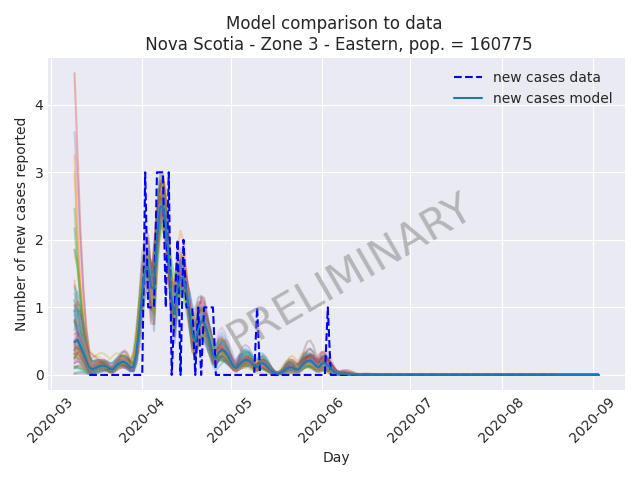 Model comparison to data
Nova Scotia - Zone 3 - Eastern, pop. = 160775
new cases data
new cases model
Number of new cases reported
4
3
2
1
0
PRELIMINARY
2020-03
2020-04
2020-05
2020-06
2020-07
2020-08
2020-09
Day